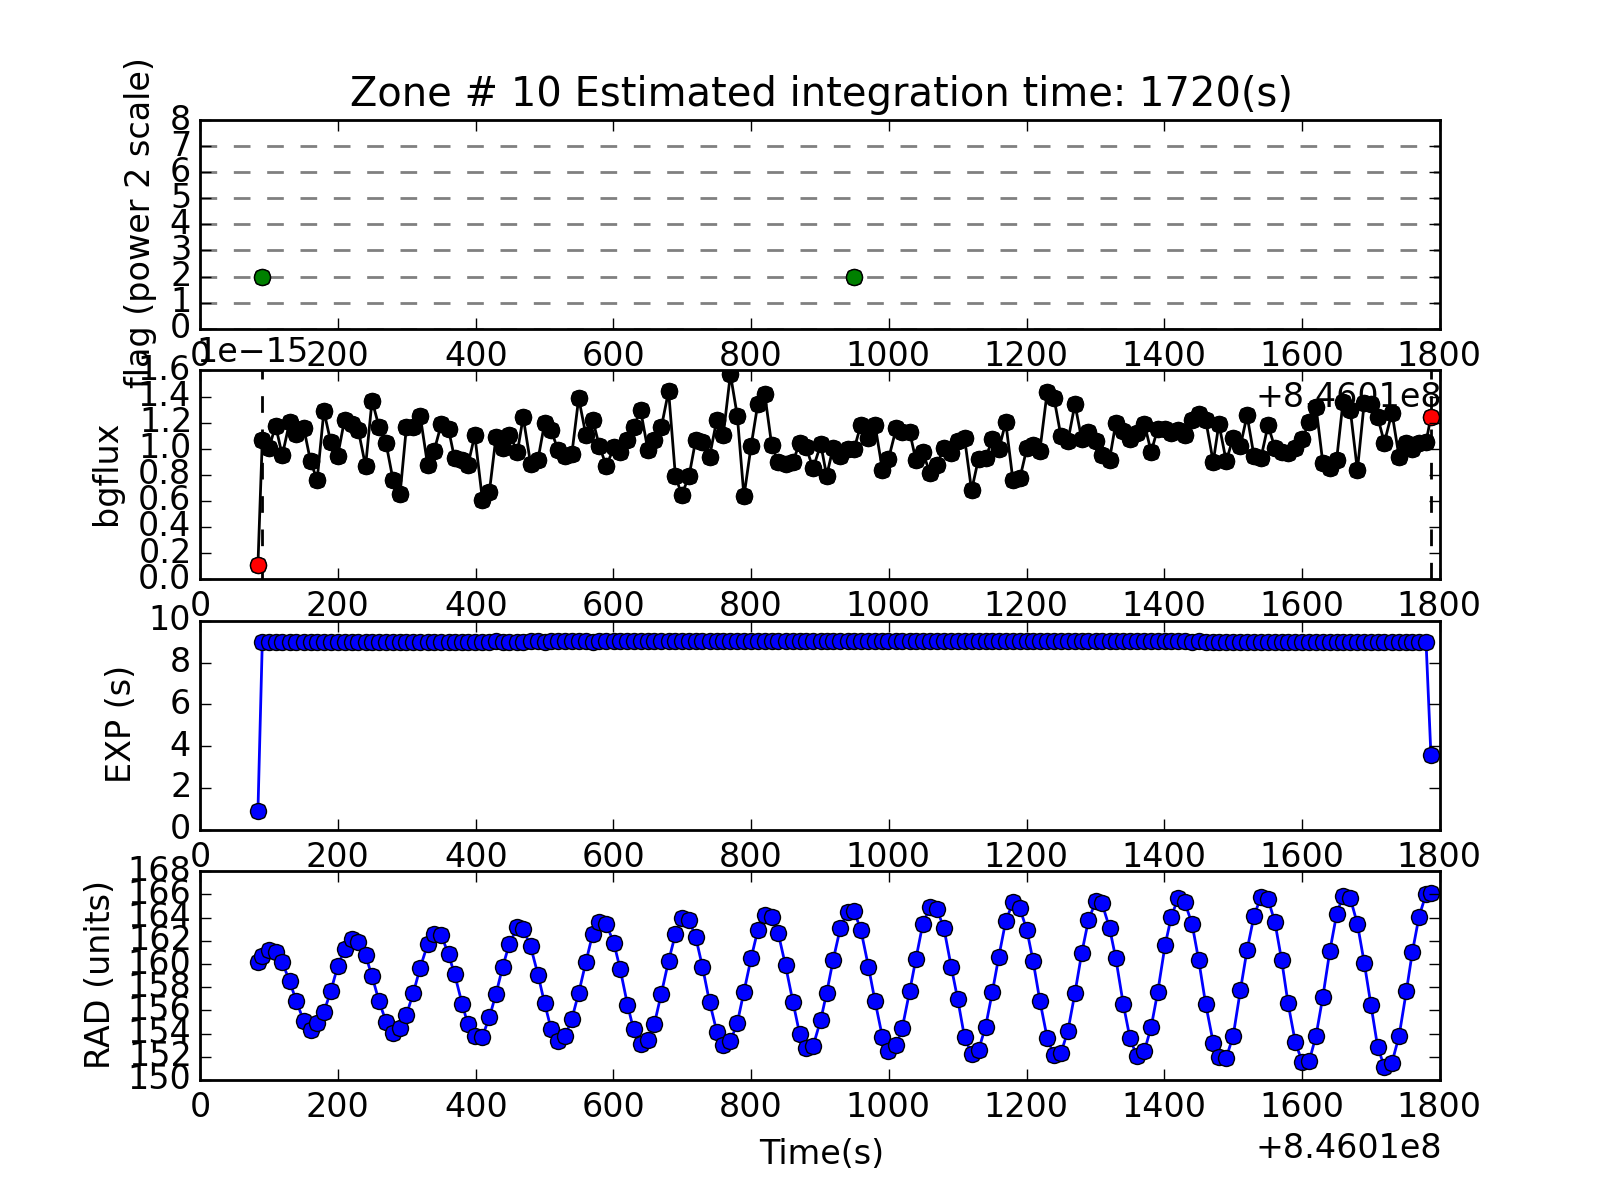 Zone # 10 Estimated integration time: 1720(s)
flag (power 2 scale)
8
7
6
5
4
3
2
1
0
0 200 400 600 800 1000 1200 1400 1600 1800
+8.4601e8
1e−15
bgflux
1.6
1.4
1.2
1.0
0.8
0.6
0.4
0.2
0.0
0 200 400 600 800 1000 1200 1400 1600 1800
EXP (s)
10
8
6
4
2
0
0 200 400 600 800 1000 1200 1400 1600 1800
RAD (units)
168
166
164
162
160
158
156
154
152
150
0 200 400 600 800 1000 1200 1400 1600 1800
Time(s)
+8.4601e8